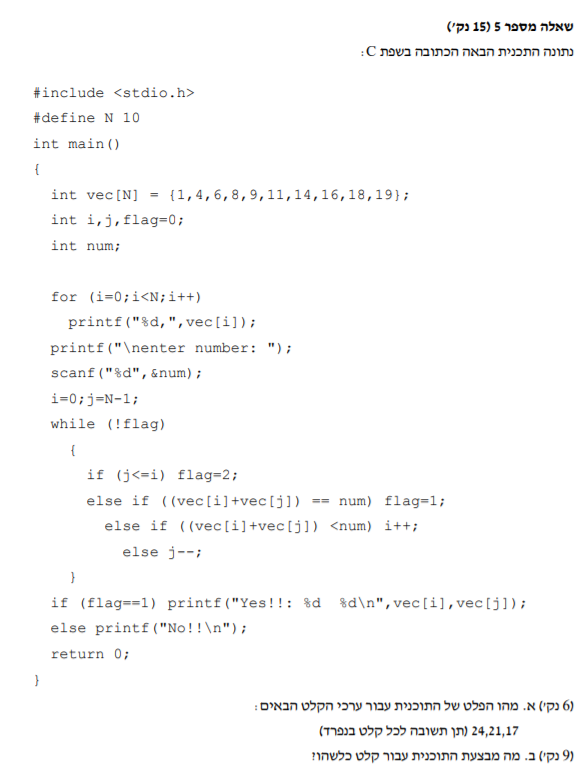 שאלה מספר 5 (15 נק')
נתונה התכנית הבאה הכתובה בשפת C:
#include <stdio.h>
#define N 10
int main()
{
int vec[N] = {1,4,6,8,9,11,14,16,18,19};
int i,j,flag=0;
int num;
for (i=0;i<N;i++)
printf("%d,",vec[i]);
printf("\nenter number: ");
scanf("%d",&num);
i=0;j=N-1;
while (!flag)
{
if (j<=i) flag=2;
else if ((vec[i]+vec[j]) == num) flag=1;
else if ((vec[i]+vec[j]) <num) i++;
else j--;
}
if (flag==1) printf("Yes!!: %d  %d\n",vec[i],vec[j]);
else printf("No!!\n");
return 0;
}
(6 נק') א. מהו הפלט של התוכנית עבור ערכי הקלט הבאים:
24,21,17 (תן תשובה לכל קלט בנפרד)
(9 נק') ב. מה מבצעת התוכנית עבור קלט כלשהו?